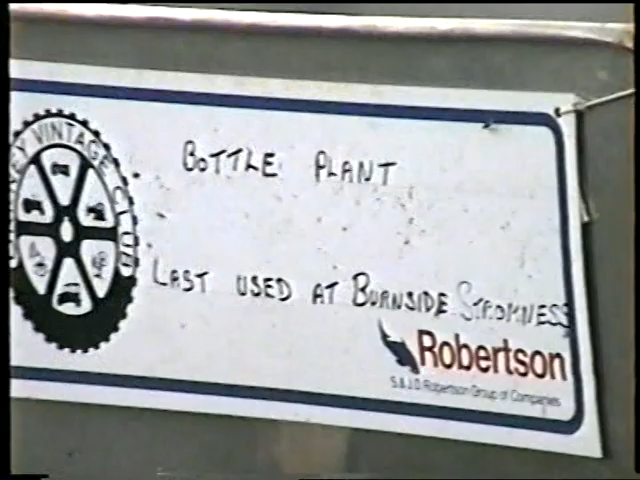 VINTAGE CLUB
BOTTLE PLANT
LAST USED AT BURNSIDE STROMNESS
Robertson
S.& J.D. Robertson Group of Companies